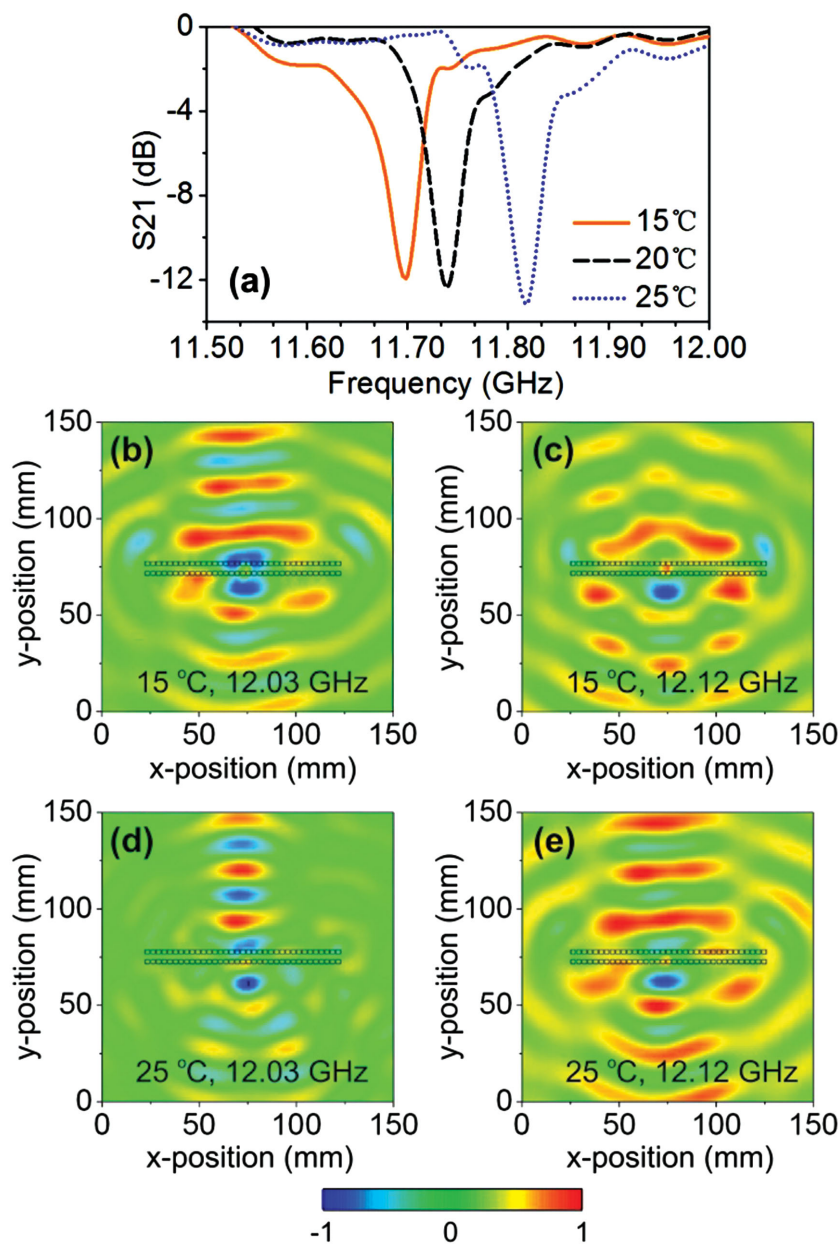 0
-4
-8
-12
S21 (dB)
(a)
15℃
20℃
25℃
11.50 11.60 11.70 11.80 11.90 12.00
Frequency (GHz)
150
100
50
0
y-position (mm)
(b)
15 °C, 12.03 GHz
0 50 100 150
x-position (mm)
150
100
50
0
y-position (mm)
(c)
15 °C, 12.12 GHz
0 50 100 150
x-position (mm)
150
100
50
0
y-position (mm)
(d)
25 °C, 12.03 GHz
0 50 100 150
x-position (mm)
150
100
50
0
y-position (mm)
(e)
25 °C, 12.12 GHz
0 50 100 150
x-position (mm)
-1 0 1